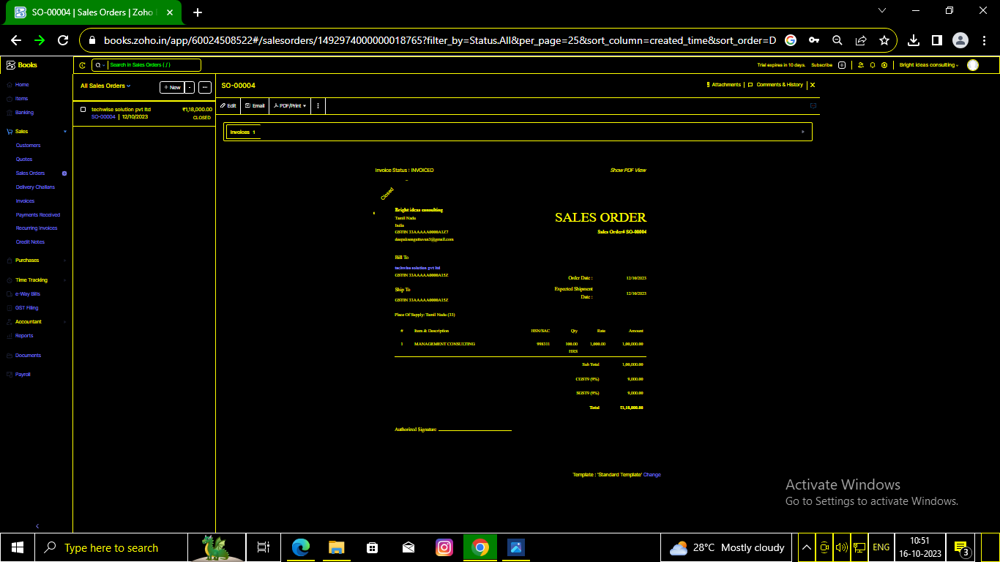 SO-00004 | Sales Orders | Zoho
books.zoho.in/app/60024508522#/salesorders/1492974000000018765?filter_by=Status.All&per_page=25&sort_column=created_time&sort_order=D
Books
Search in Sales Orders ( / )
Trial expires in 10 days. Subscribe
Bright ideas consulting
Home
Items
Banking
Sales
Customers
Quotes
Sales Orders
Delivery Challans
Invoices
Payments Received
Recurring Invoices
Credit Notes
Purchases
Time Tracking
e-Way Bills
GST Filing
Accountant
Reports
Documents
Payroll
All Sales Orders
+ New
techwise solution pvt ltd ₹1,18,000.00
SO-00004 | 12/10/2023 CLOSED
SO-00004
Attachments
Comments & History
Edit
Email
PDF/Print
Invoices 1
Invoice Status : INVOICED
Show PDF View
Closed
Bright ideas consulting
Tamil Nadu
India
GSTIN 33AAAAA0000A1Z7
deepaksenguttuvan3@gmail.com
SALES ORDER
Sales Order# SO-00004
Bill To
techwise solution pvt ltd
GSTIN 33AAAAA0000A15Z
Ship To
GSTIN 33AAAAA0000A15Z
Order Date : 12/10/2023
Expected Shipment Date : 12/10/2023
Place Of Supply: Tamil Nadu (33)
# Item & Description HSN/SAC Qty Rate Amount
1 MANAGEMENT CONSULTING 998311 100.00 1,000.00 1,00,000.00
HRS
Sub Total 1,00,000.00
CGST9 (9%) 9,000.00
SGST9 (9%) 9,000.00
Total ₹1,18,000.00
Authorized Signature
Template : 'Standard Template' Change
Activate Windows
Go to Settings to activate Windows.
Type here to search
28°C Mostly cloudy
ENG
10:51
16-10-2023
3